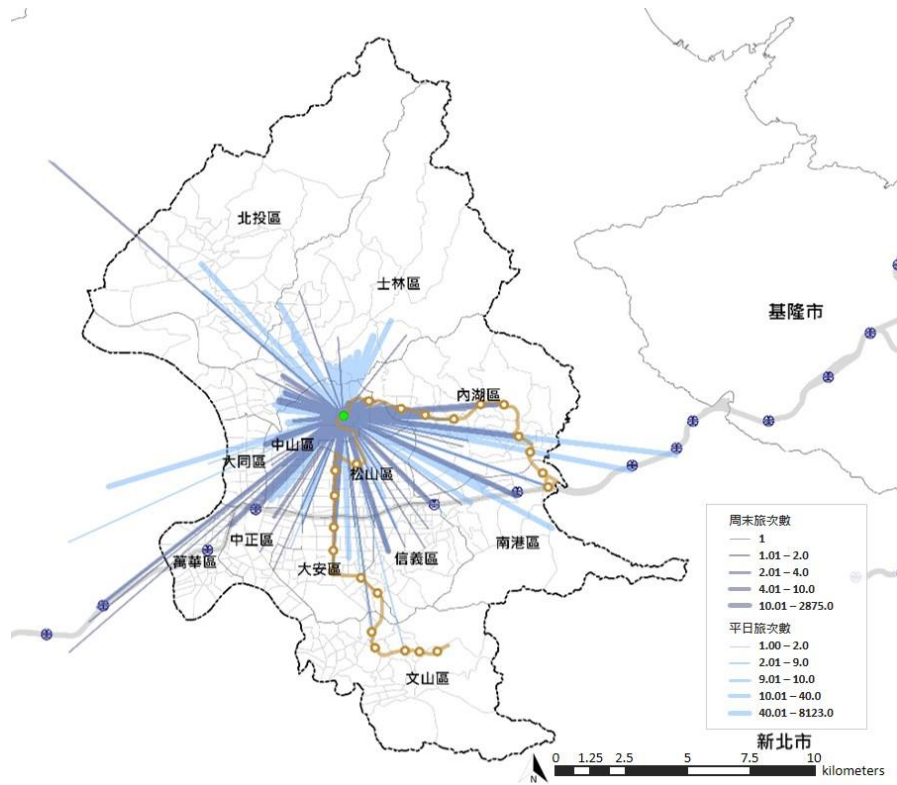 北投區
士林區
基隆市
內湖區
中山區
大同區
松山區
中正區
信義區
南港區
萬華區
大安區
文山區
周末旅次數
1
1.01 – 2.0
2.01 – 4.0
4.01 – 10.0
10.01 – 2875.0
平日旅次數
1.00 – 2.0
2.01 – 9.0
9.01 – 10.0
10.01 – 40.0
40.01 – 8123.0
新北市
0 1.25 2.5 5 7.5 10
kilometers
N